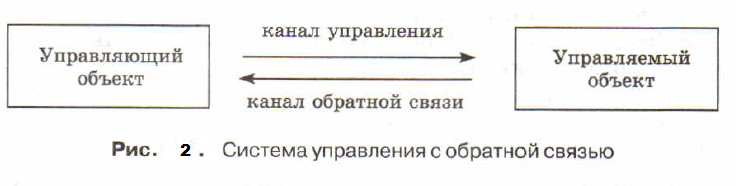 канал управления
Управляющий
объект
Управляемый
объект
канал обратной связи
Рис. 2 . Система управления с обратной связью